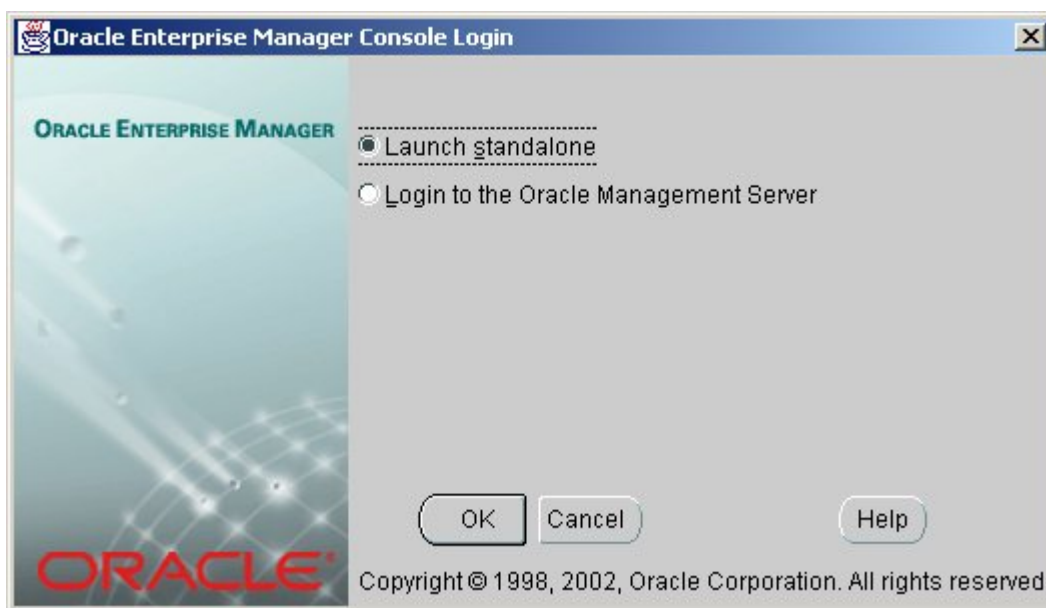 Oracle Enterprise Manager Console Login
ORACLE ENTERPRISE MANAGER
Launch standalone
Login to the Oracle Management Server
OK Cancel Help
ORACLE®
Copyright © 1998, 2002, Oracle Corporation. All rights reserved